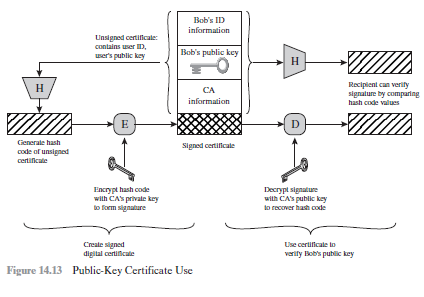 Bob's ID
information
Unsigned certificate:
contains user ID,
user's public key
Bob's public key
H
H
CA
information
Recipient can verify
signature by comparing
hash code values
E
D
Generate hash
code of unsigned
certificate
Signed certificate
Encrypt hash code
with CA's private key
to form signature
Decrypt signature
with CA's public key
to recover hash code
Create signed
digital certificate
Use certificate to
verify Bob's public key
Figure 14.13 Public-Key Certificate Use